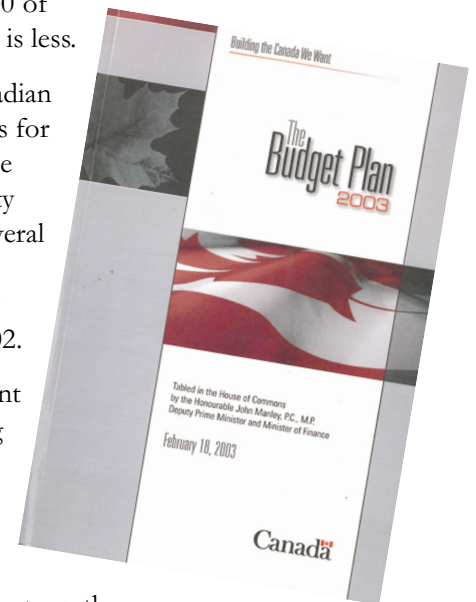 0 of
is less.
adian
s for
e
ty
veral
02.
nt
g
Building the Canada We Want
The
Budget Plan
2003
Tabled in the House of Commons
by the Honourable John Manley, P.C., M.P.
Deputy Prime Minister and Minister of Finance
February 18, 2003
Canada